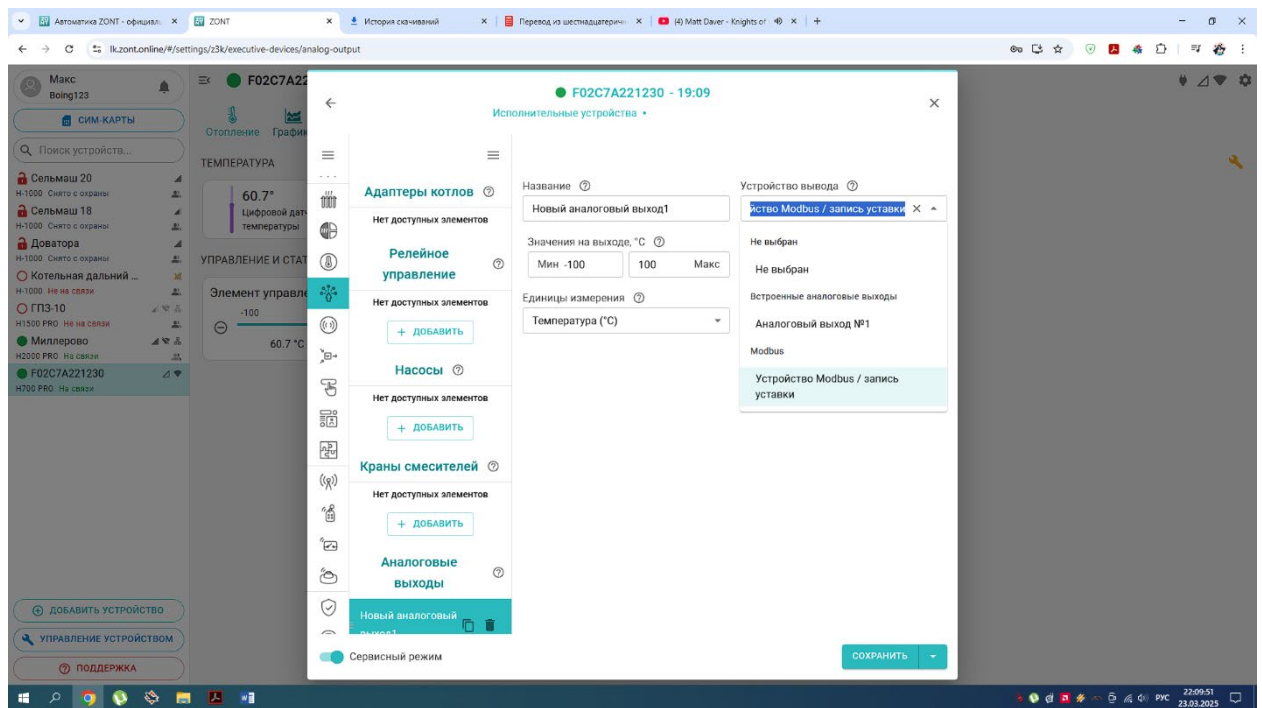 Автоматика ZONT - официаль
ZONT
История скачиваний
Перевод из шестнадцатерич
(4) Matt Daver - Knights of
lk.zont.online/#/settings/z3k/executive-devices/analog-output
Макс
Boing123
СИМ-КАРТЫ
Поиск устройств...
Сельмаш 20
H-1000 Снято с охраны
Сельмаш 18
H-1000 Снято с охраны
Доватора
H-1000 Снято с охраны
Котельная дальний ...
H-1000 Не на связи
ГПЗ-10
H1500 PRO Не на связи
Миллерово
H2000 PRO На связи
F02C7A221230
H700 PRO На связи
ДОБАВИТЬ УСТРОЙСТВО
УПРАВЛЕНИЕ УСТРОЙСТВОМ
ПОДДЕРЖКА
F02C7A22
Отопление График
ТЕМПЕРАТУРА
60.7°
Цифровой дат
температуры
УПРАВЛЕНИЕ И СТАТ
Элемент управле
-100
60.7 °C
F02C7A221230 - 19:09
Исполнительные устройства •
Адаптеры котлов
Нет доступных элементов
Релейное
управление
Нет доступных элементов
+ ДОБАВИТЬ
Насосы
Нет доступных элементов
+ ДОБАВИТЬ
Краны смесителей
Нет доступных элементов
+ ДОБАВИТЬ
Аналоговые
выходы
Новый аналоговый
выход1
Название
Новый аналоговый выход1
Значения на выходе, °C
Мин -100 100 Макс
Единицы измерения
Температура (°C)
Устройство вывода
йство Modbus / запись уставки
Не выбран
Не выбран
Встроенные аналоговые выходы
Аналоговый выход №1
Modbus
Устройство Modbus / запись
уставки
Сервисный режим
СОХРАНИТЬ
РУС
22:09:51
23.03.2025